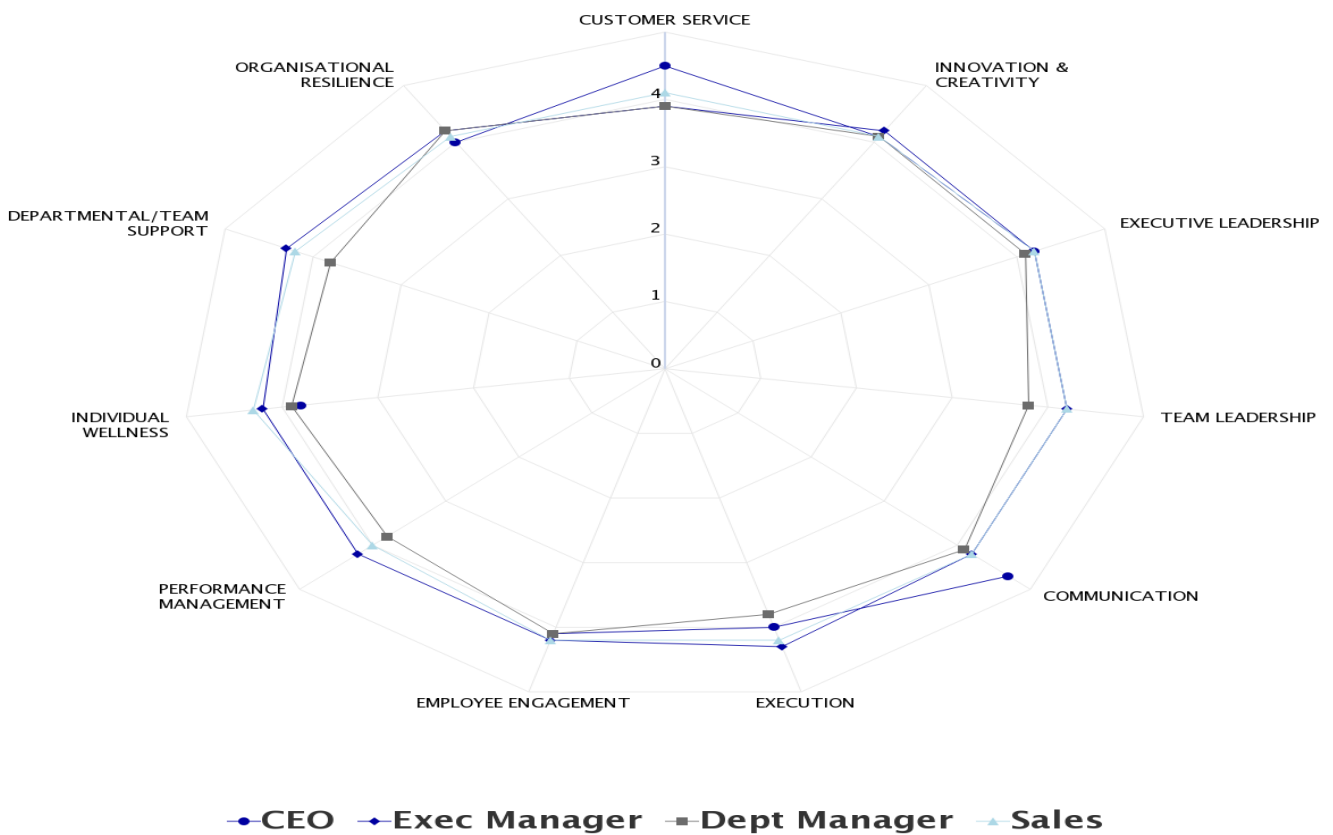 CUSTOMER SERVICE
ORGANISATIONAL
RESILIENCE
INNOVATION &
CREATIVITY
4
3
DEPARTMENTAL/TEAM
SUPPORT
EXECUTIVE LEADERSHIP
2
1
0
INDIVIDUAL
WELLNESS
TEAM LEADERSHIP
PERFORMANCE
MANAGEMENT
COMMUNICATION
EMPLOYEE ENGAGEMENT
EXECUTION
CEO Exec Manager Dept Manager Sales